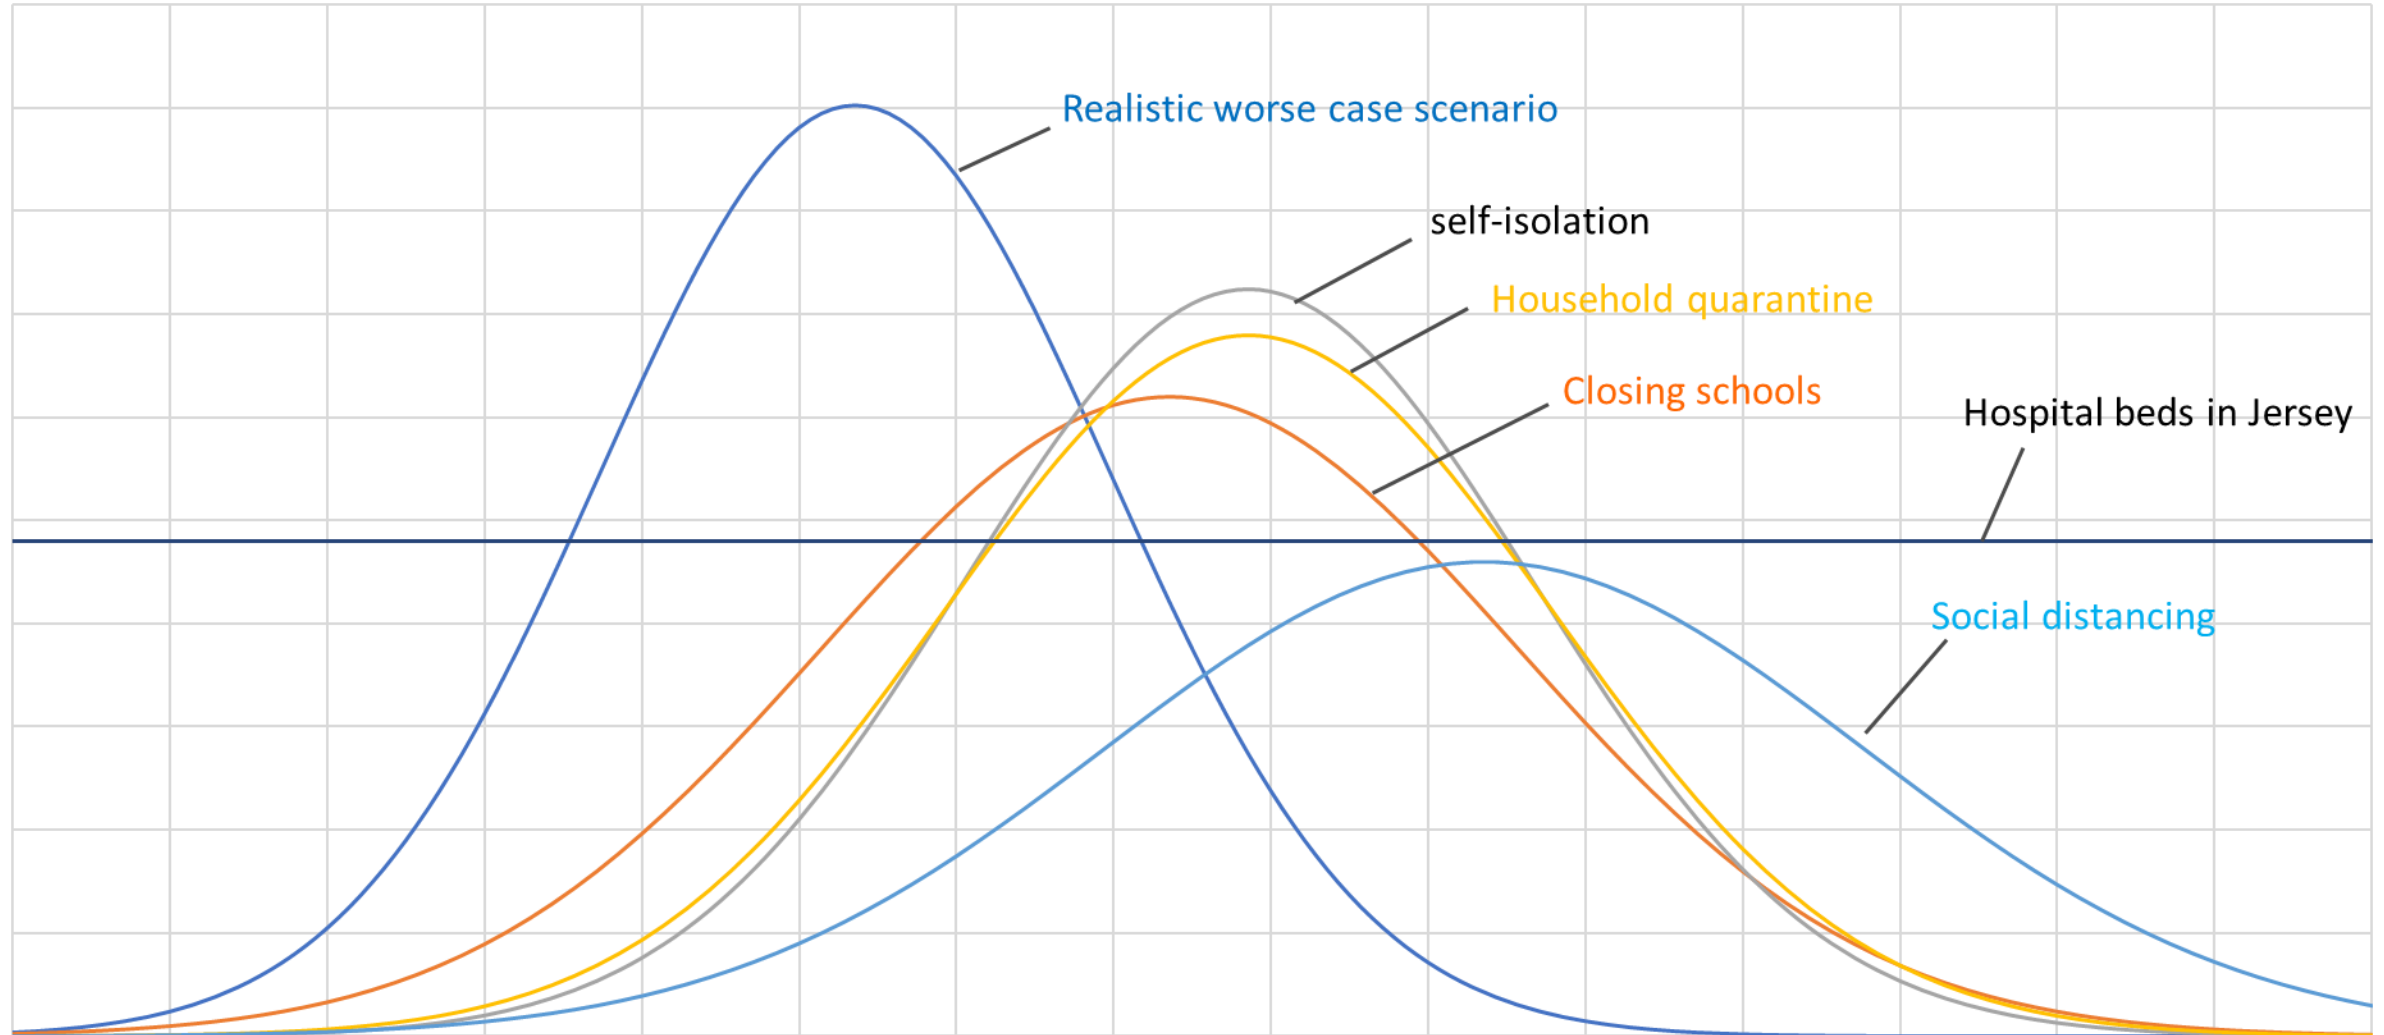 Realistic worse case scenario
self-isolation
Household quarantine
Closing schools
Hospital beds in Jersey
Social distancing